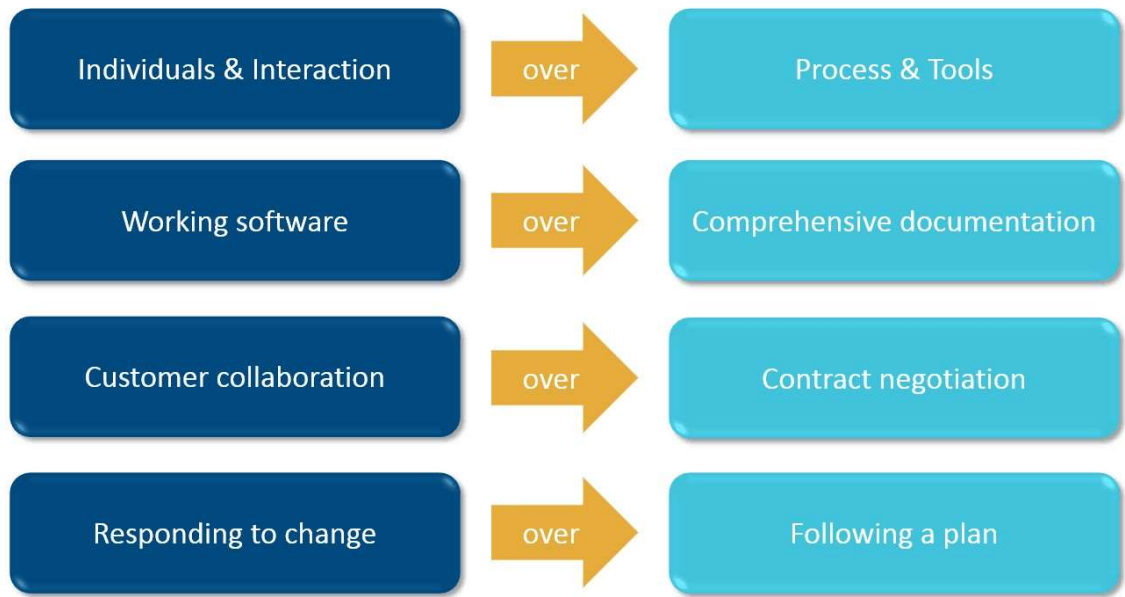 Individuals & Interaction over Process & Tools
Working software over Comprehensive documentation
Customer collaboration over Contract negotiation
Responding to change over Following a plan